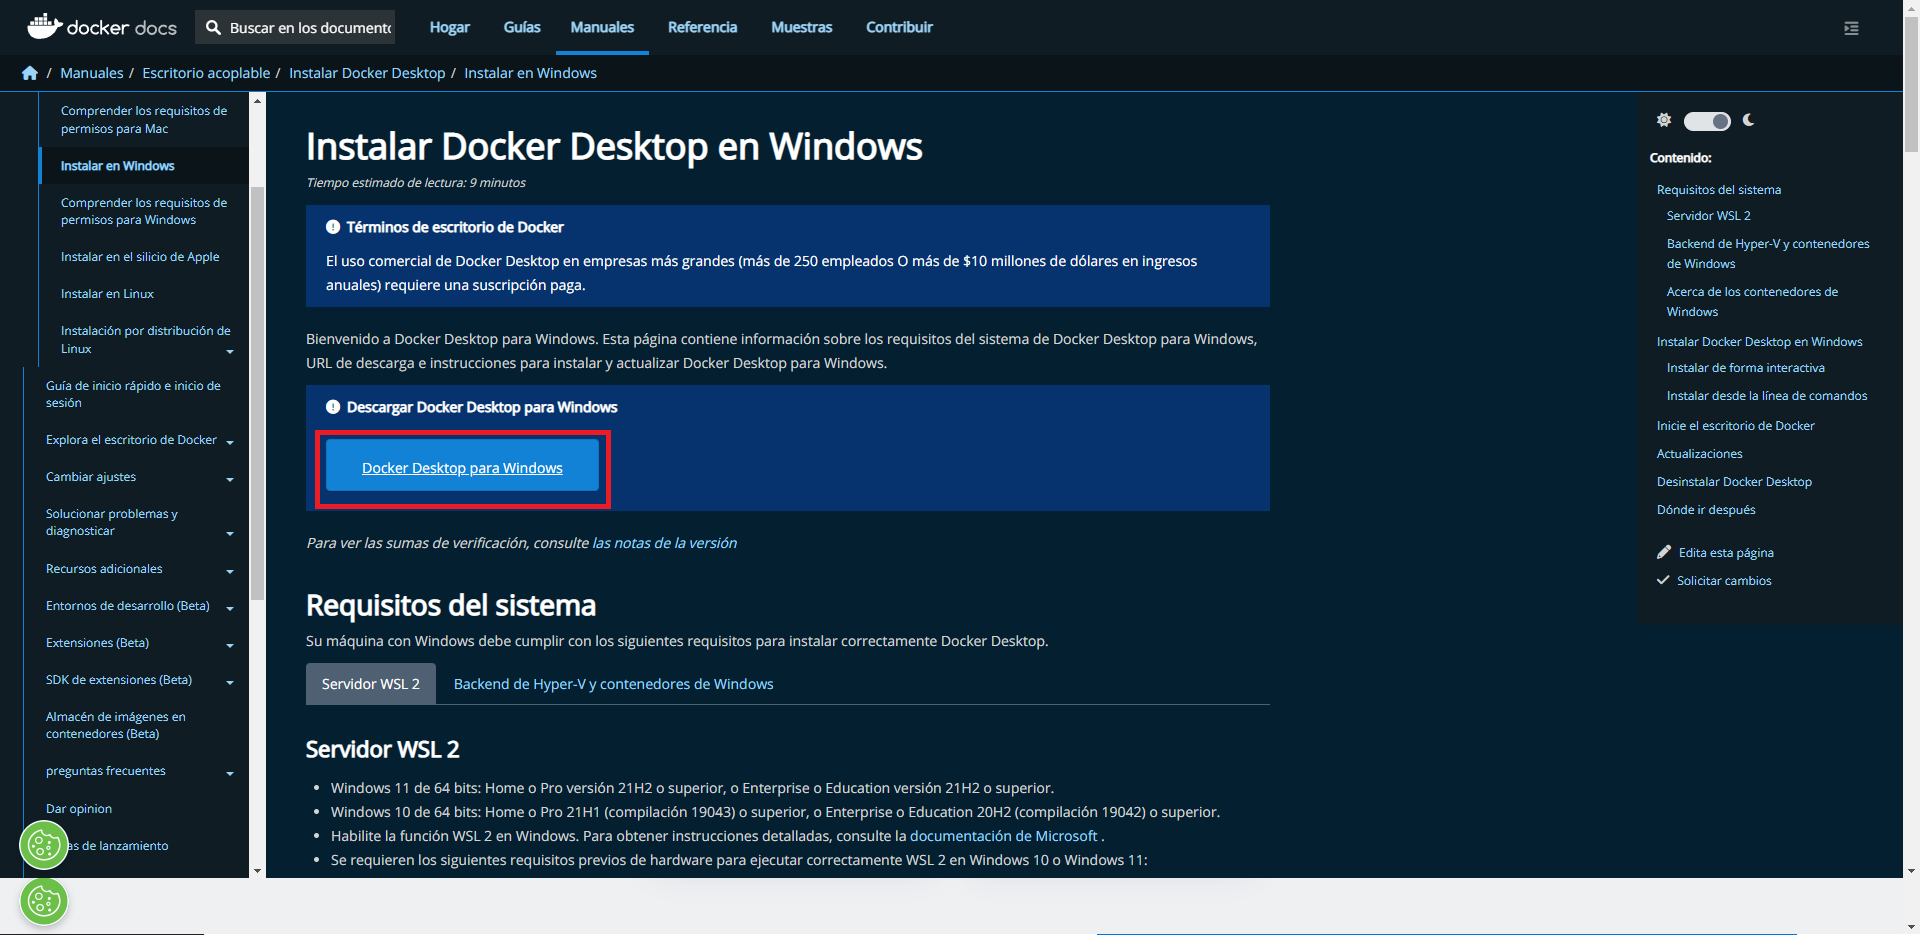 docker docs
Buscar en los documento
Hogar
Guías
Manuales
Referencia
Muestras
Contribuir
/ Manuales / Escritorio acoplable / Instalar Docker Desktop / Instalar en Windows
Comprender los requisitos de
permisos para Mac
Instalar en Windows
Comprender los requisitos de
permisos para Windows
Instalar en el silicio de Apple
Instalar en Linux
Instalación por distribución de
Linux
Guía de inicio rápido e inicio de
sesión
Explora el escritorio de Docker
Cambiar ajustes
Solucionar problemas y
diagnosticar
Recursos adicionales
Entornos de desarrollo (Beta)
Extensiones (Beta)
SDK de extensiones (Beta)
Almacén de imágenes en
contenedores (Beta)
preguntas frecuentes
Dar opinion
as de lanzamiento
Instalar Docker Desktop en Windows
Tiempo estimado de lectura: 9 minutos
Términos de escritorio de Docker
El uso comercial de Docker Desktop en empresas más grandes (más de 250 empleados O más de $10 millones de dólares en ingresos
anuales) requiere una suscripción paga.
Bienvenido a Docker Desktop para Windows. Esta página contiene información sobre los requisitos del sistema de Docker Desktop para Windows,
URL de descarga e instrucciones para instalar y actualizar Docker Desktop para Windows.
Descargar Docker Desktop para Windows
Docker Desktop para Windows
Para ver las sumas de verificación, consulte las notas de la versión
Requisitos del sistema
Su máquina con Windows debe cumplir con los siguientes requisitos para instalar correctamente Docker Desktop.
Servidor WSL 2
Backend de Hyper-V y contenedores de Windows
Servidor WSL 2
• Windows 11 de 64 bits: Home o Pro versión 21H2 o superior, o Enterprise o Education versión 21H2 o superior.
• Windows 10 de 64 bits: Home o Pro 21H1 (compilación 19043) o superior, o Enterprise o Education 20H2 (compilación 19042) o superior.
• Habilite la función WSL 2 en Windows. Para obtener instrucciones detalladas, consulte la documentación de Microsoft .
• Se requieren los siguientes requisitos previos de hardware para ejecutar correctamente WSL 2 en Windows 10 o Windows 11:
Contenido:
Requisitos del sistema
Servidor WSL 2
Backend de Hyper-V y contenedores
de Windows
Acerca de los contenedores de
Windows
Instalar Docker Desktop en Windows
Instalar de forma interactiva
Instalar desde la línea de comandos
Inicie el escritorio de Docker
Actualizaciones
Desinstalar Docker Desktop
Dónde ir después
Edita esta página
Solicitar cambios